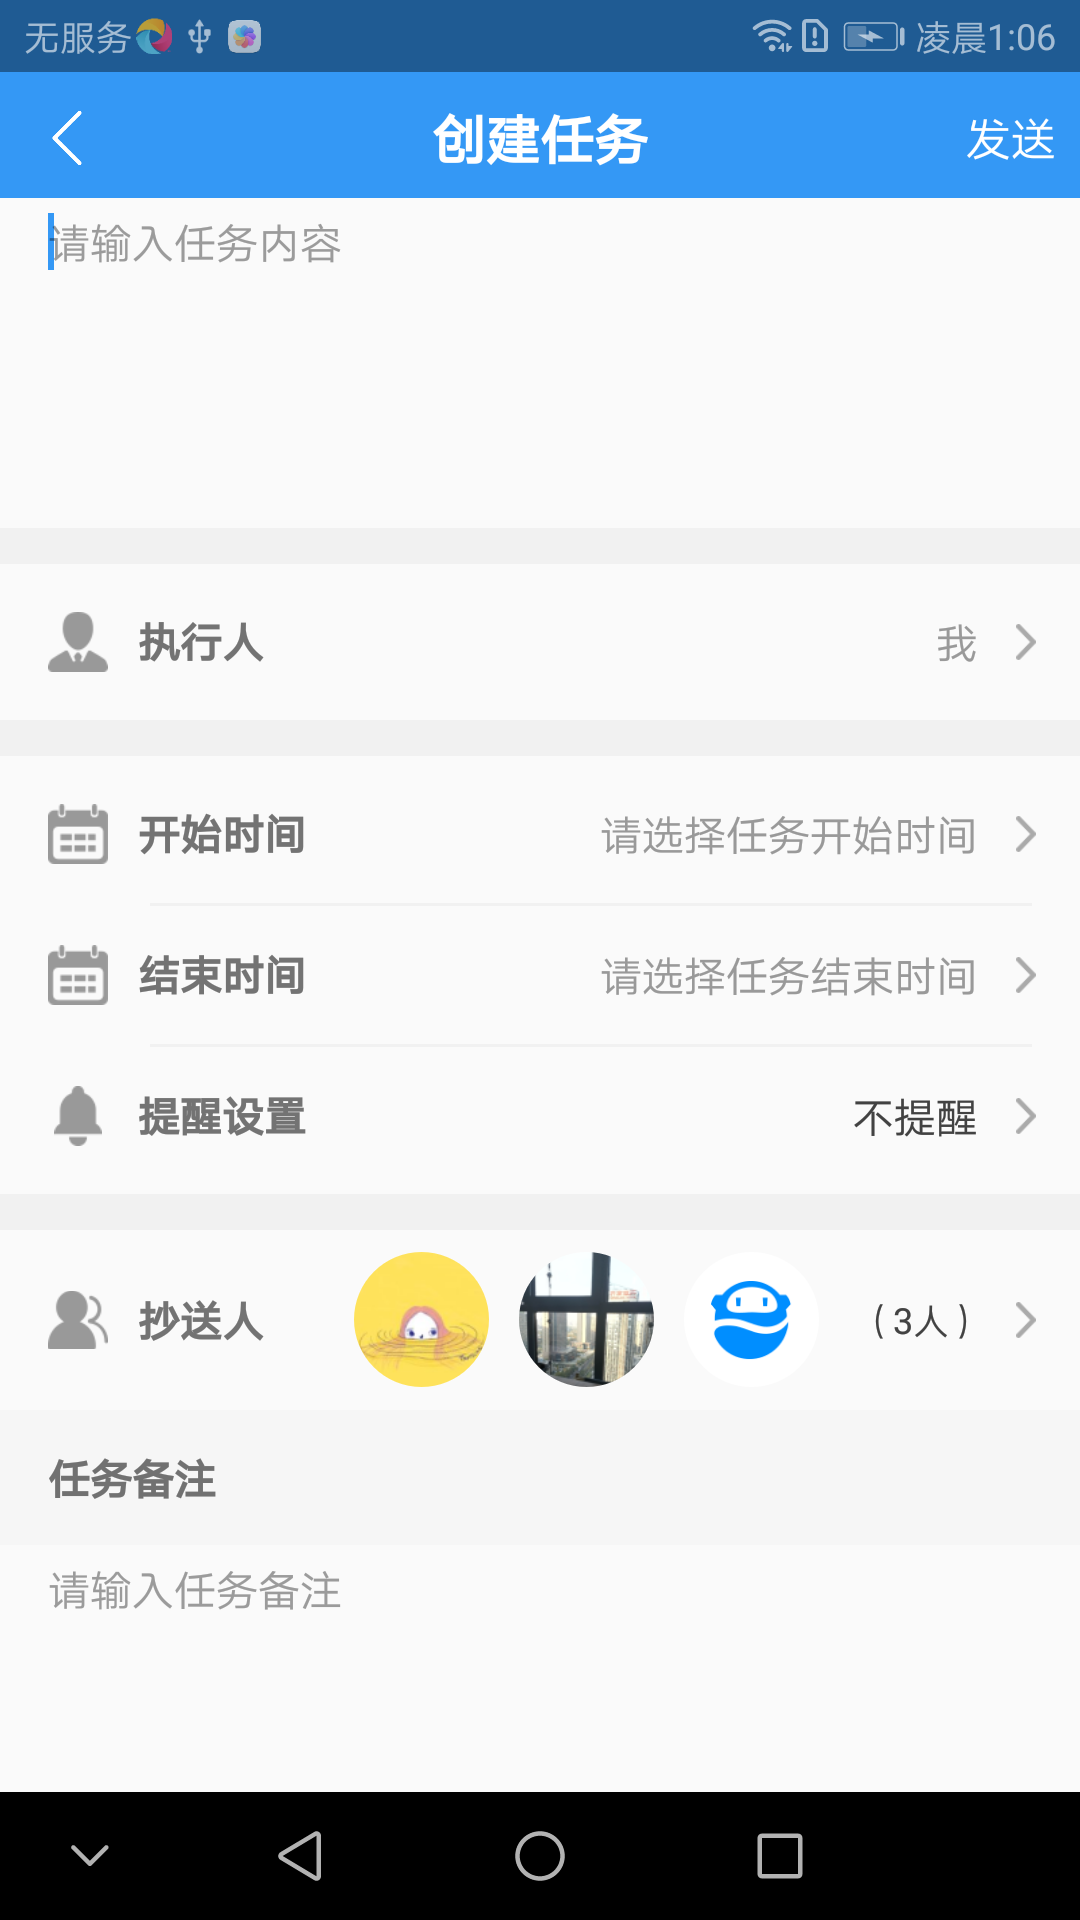 无服务 凌晨1:06
创建任务 发送
请输入任务内容
执行人 我
开始时间 请选择任务开始时间
结束时间 请选择任务结束时间
提醒设置 不提醒
抄送人 (3人)
任务备注
请输入任务备注